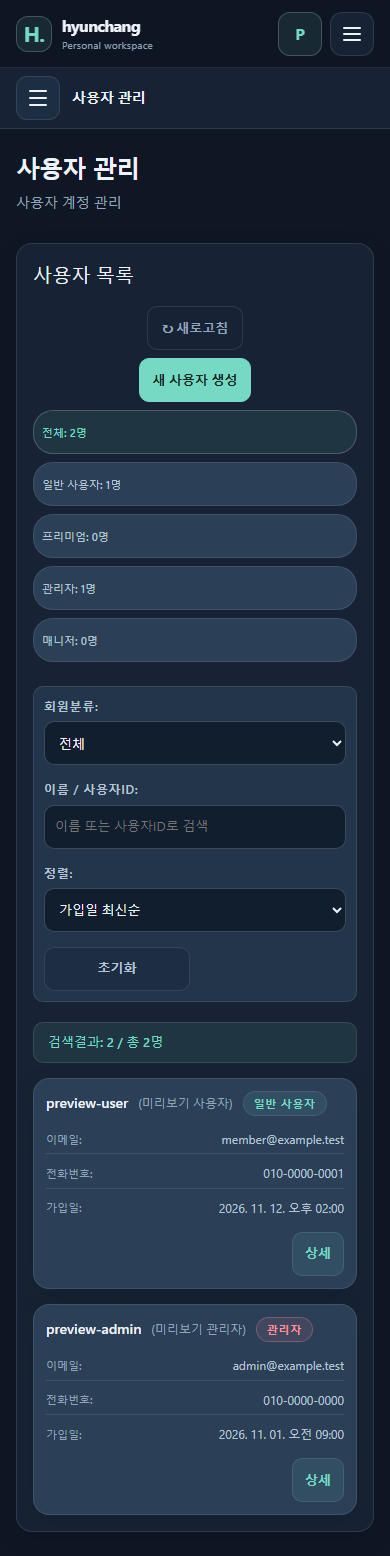 H. hyunchang
Personal workspace
P
사용자 관리
사용자 관리
사용자 계정 관리
사용자 목록
↻ 새로고침
새 사용자 생성
전체: 2명
일반 사용자: 1명
프리미엄: 0명
관리자: 1명
매니저: 0명
회원분류:
전체
이름 / 사용자ID:
이름 또는 사용자ID로 검색
정렬:
가입일 최신순
초기화
검색결과: 2 / 총 2명
preview-user (미리보기 사용자) 일반 사용자
이메일: member@example.test
전화번호: 010-0000-0001
가입일: 2026. 11. 12. 오후 02:00
상세
preview-admin (미리보기 관리자) 관리자
이메일: admin@example.test
전화번호: 010-0000-0000
가입일: 2026. 11. 01. 오전 09:00
상세